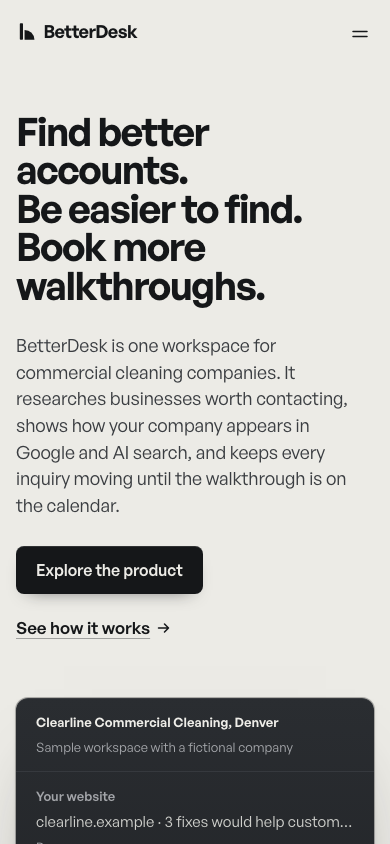 BetterDesk
Find better
accounts.
Be easier to find.
Book more
walkthroughs.
BetterDesk is one workspace for
commercial cleaning companies. It
researches businesses worth contacting,
shows how your company appears in
Google and AI search, and keeps every
inquiry moving until the walkthrough is on
the calendar.
Explore the product
See how it works →
Clearline Commercial Cleaning, Denver
Sample workspace with a fictional company
Your website
clearline.example · 3 fixes would help custom…